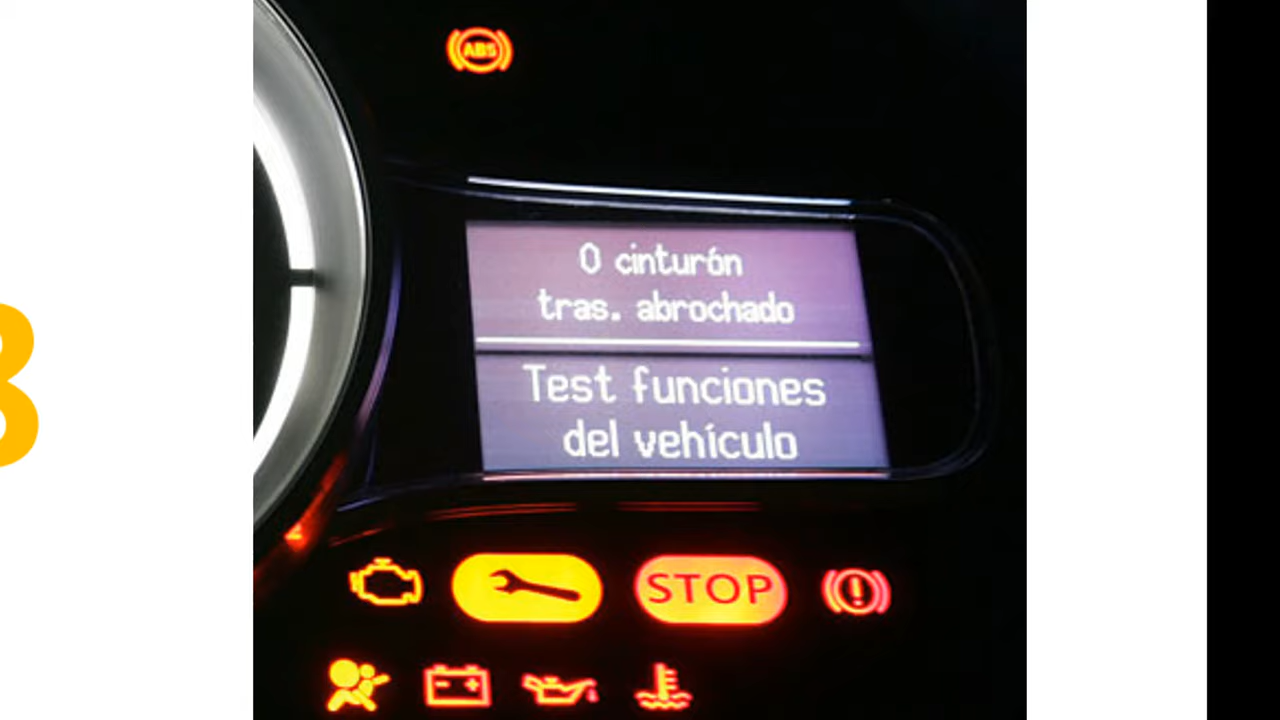 ABS
0 cinturón
tras. abrochado
Test funciones
del vehículo
STOP